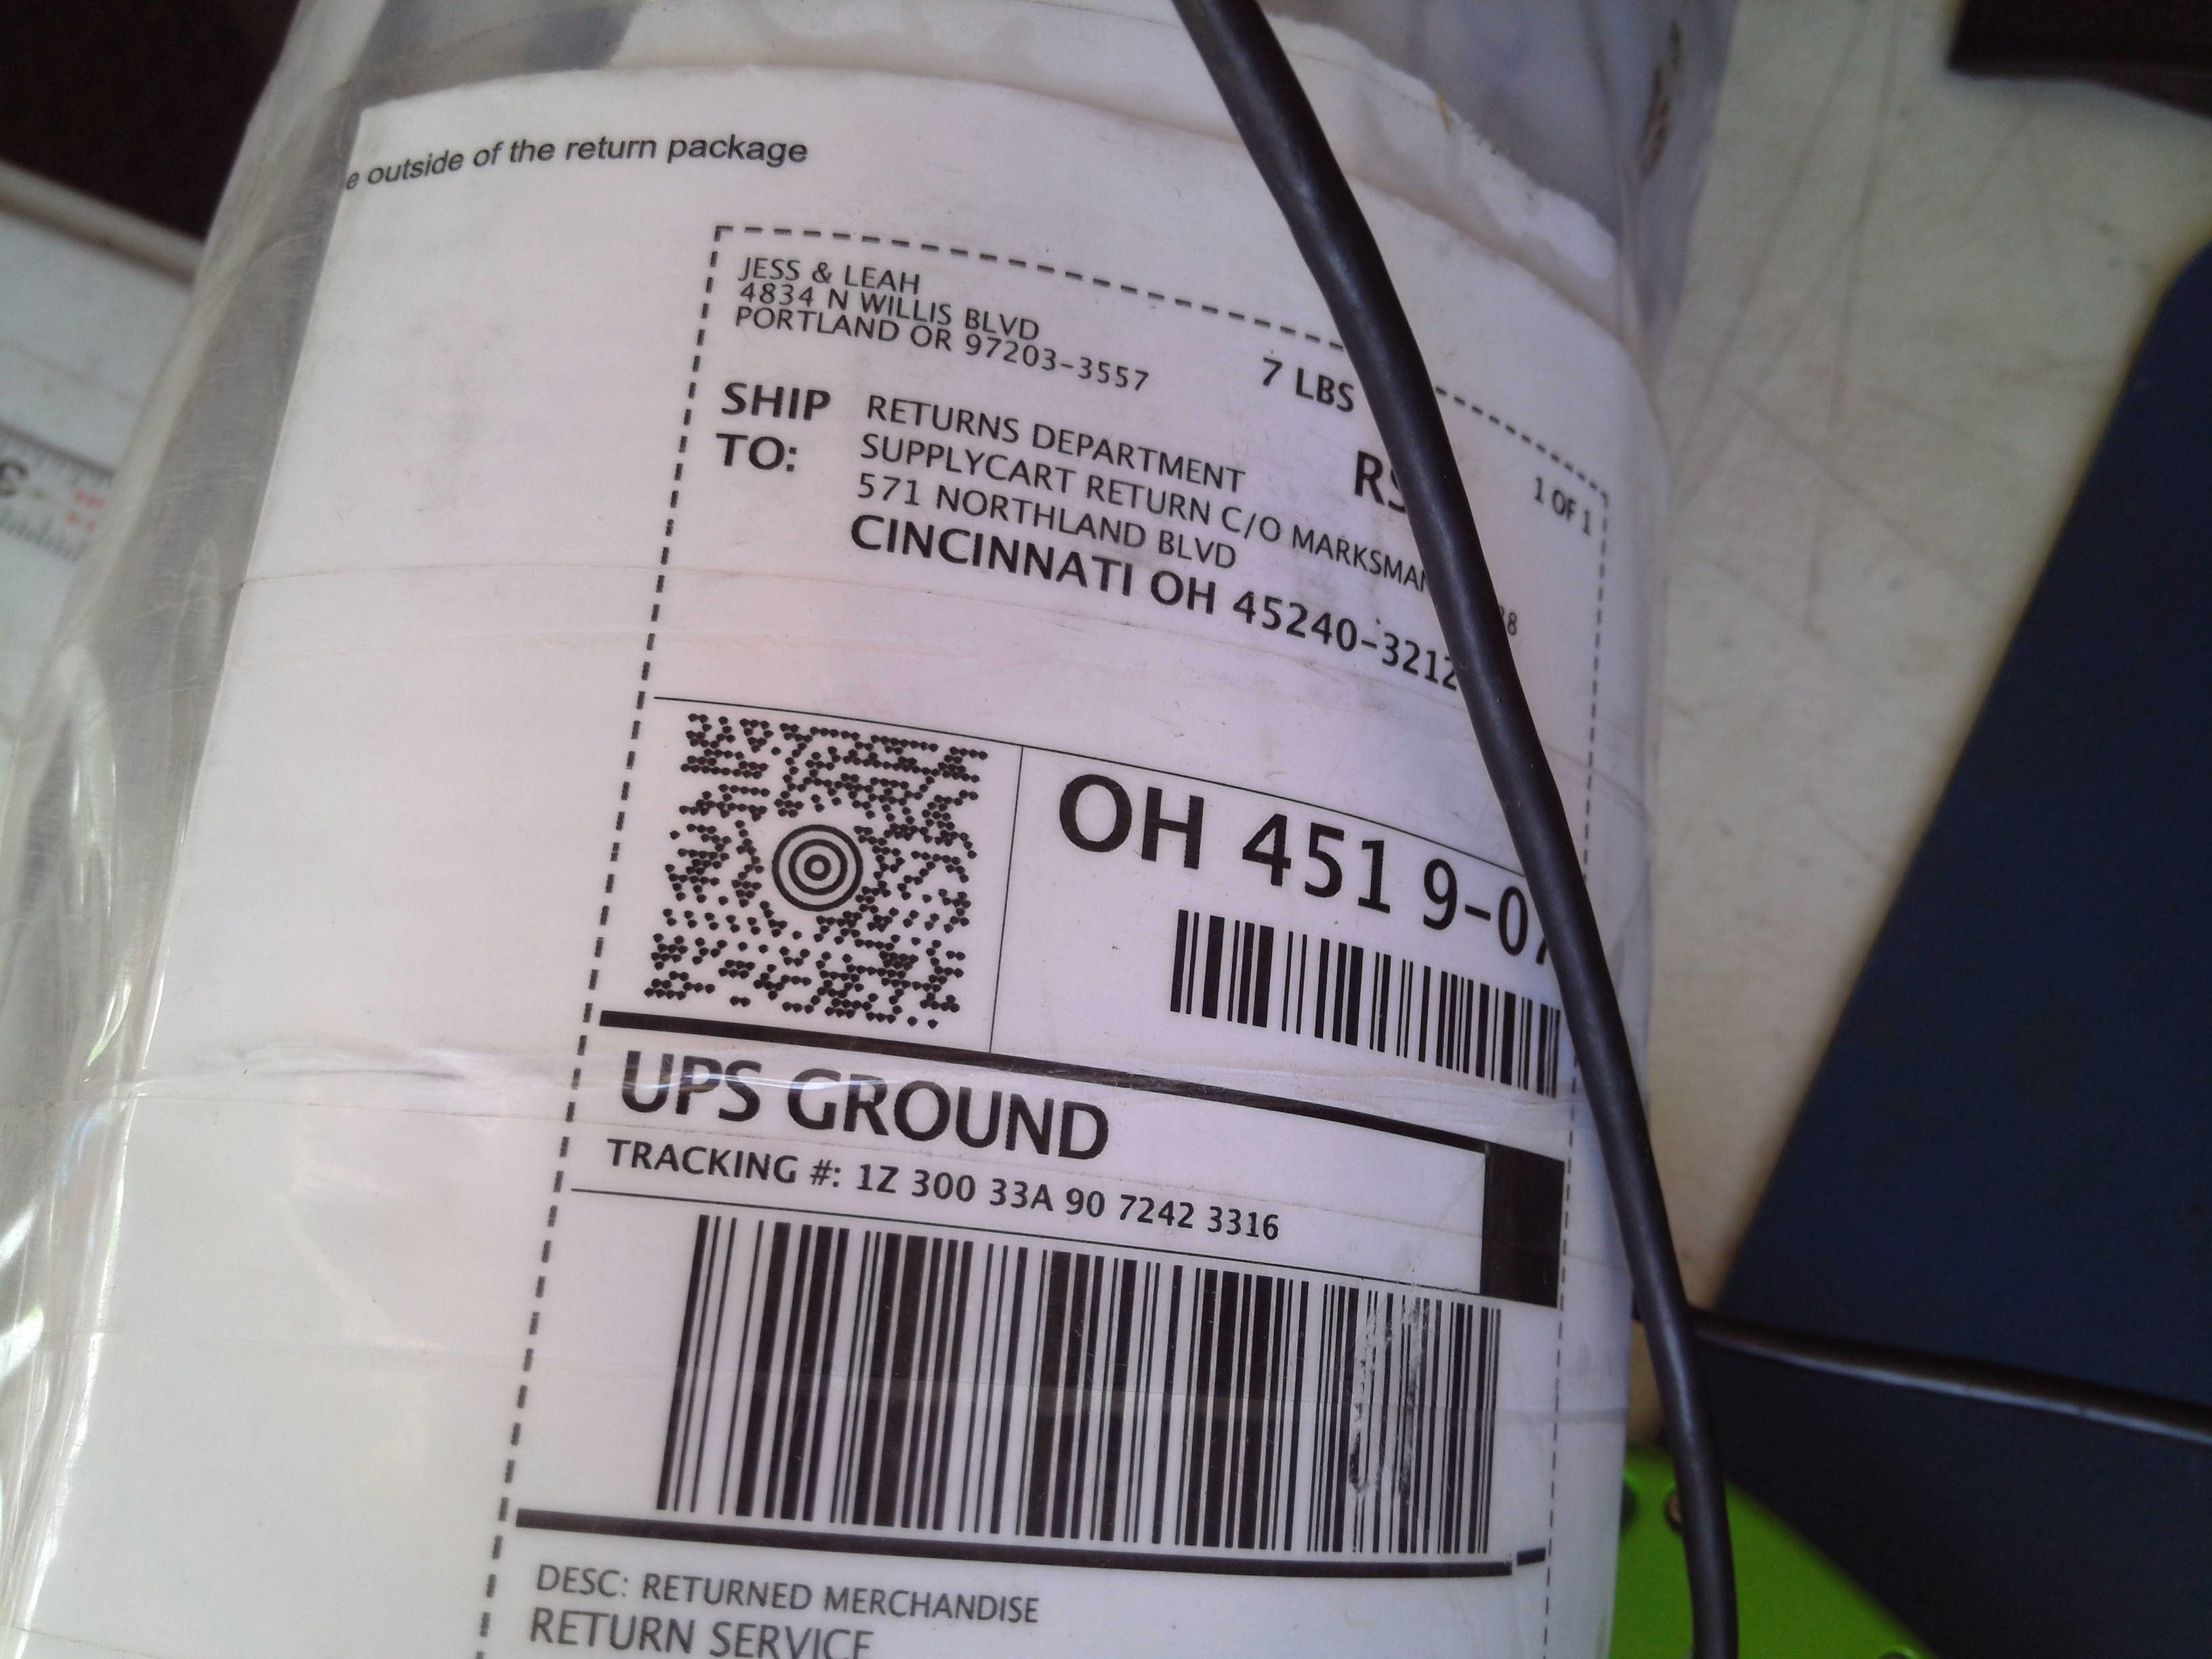 outside of the return package
JESS & LEAH
4834 N WILLIS BLVD
PORTLAND OR 97203-3557
7 LBS
1 OF 1
SHIP TO:
RETURNS DEPARTMENT
SUPPLYCART RETURN C/O
571 NORTHLAND BLVD
CINCINNATI OH 45240-3212
OH 451 9-07
UPS GROUND
TRACKING #: 1Z 300 33A 90 7242 3316
DESC: RETURNED MERCHANDISE
RETURN SERVICE
3